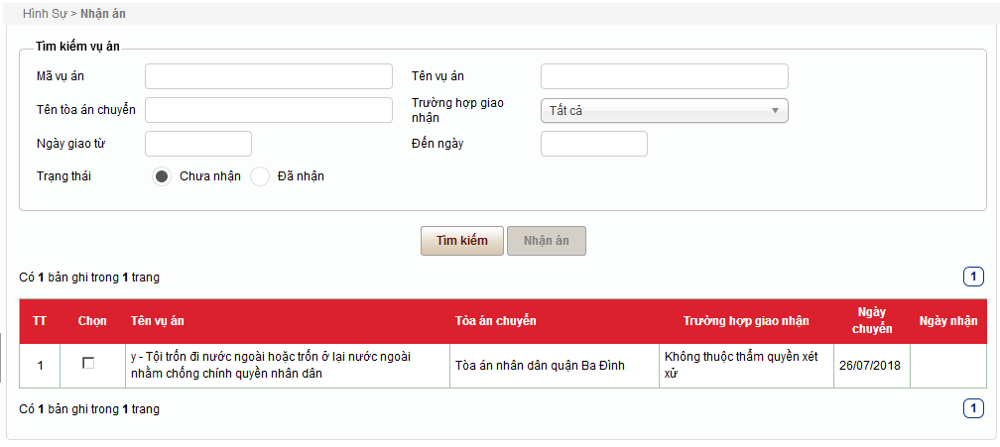 Hình Sự > Nhận án
Tìm kiếm vụ án
Mã vụ án
Tên vụ án
Tên tòa án chuyển
Trường hợp giao
nhận
Tất cả
Ngày giao từ
Đến ngày
Trạng thái
Chưa nhận
Đã nhận
Tìm kiếm
Nhận án
Có 1 bản ghi trong 1 trang
1
TT
Chọn
Tên vụ án
Tòa án chuyển
Trường hợp giao nhận
Ngày
chuyển
Ngày nhận
1
y - Tội trốn đi nước ngoài hoặc trốn ở lại nước ngoài
nhằm chống chính quyền nhân dân
Tòa án nhân dân quận Ba Đình
Không thuộc thẩm quyền xét
xử
26/07/2018
Có 1 bản ghi trong 1 trang
1